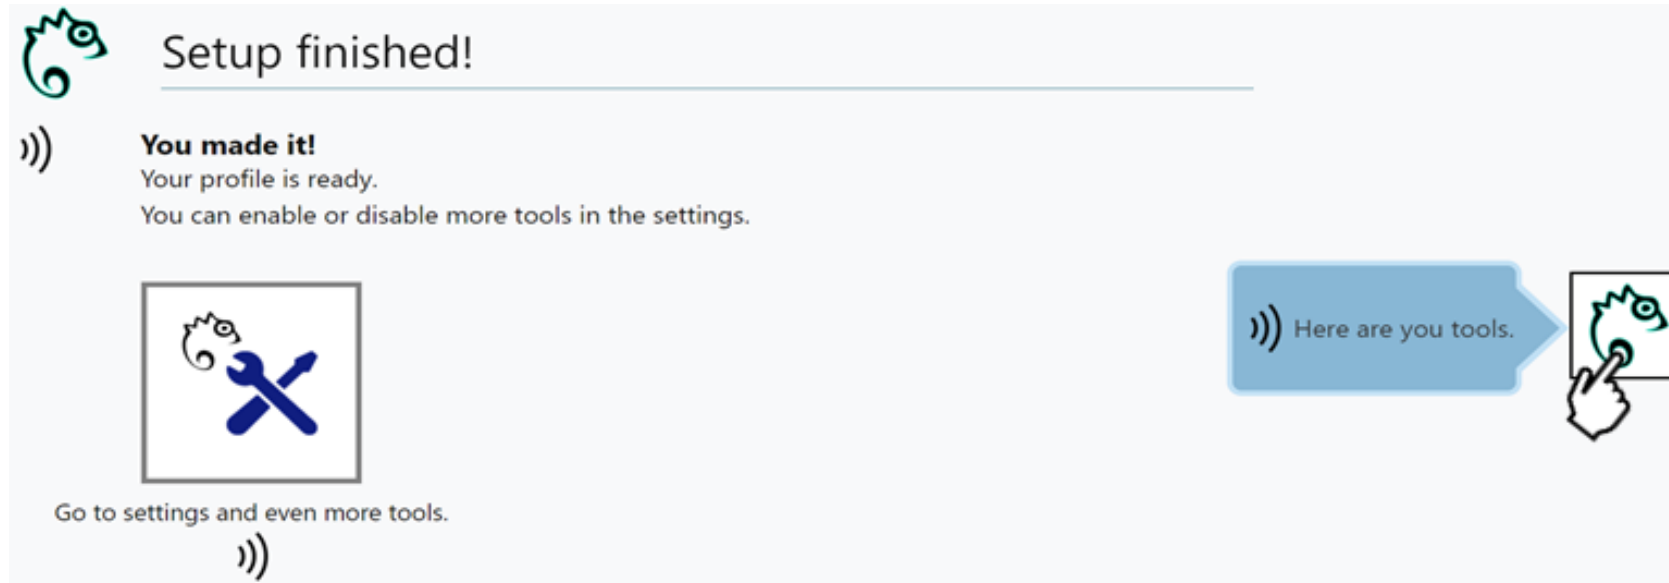 Setup finished!
You made it!
Your profile is ready.
You can enable or disable more tools in the settings.
Here are you tools.
Go to settings and even more tools.